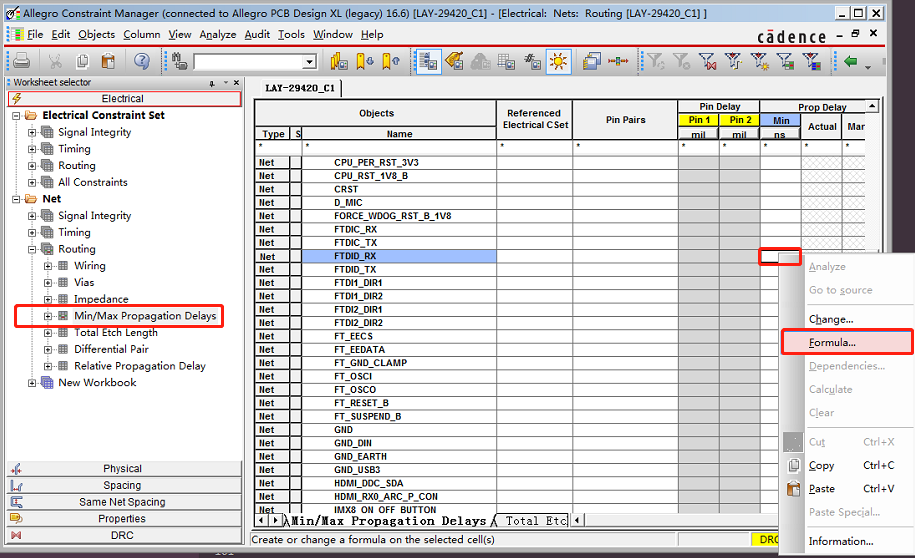 Allegro Constraint Manager (connected to Allegro PCB Design XL (legacy) 16.6) [LAY-29420_C1] - [Electrical: Nets: Routing [LAY-29420_C1] ]
File Edit Objects Column View Analyze Audit Tools Window Help
cādence
Worksheet selector
Electrical
Electrical Constraint Set
Signal Integrity
Timing
Routing
All Constraints
Net
Signal Integrity
Timing
Routing
Wiring
Vias
Impedance
Min/Max Propagation Delays
Total Etch Length
Differential Pair
Relative Propagation Delay
New Workbook
Physical
Spacing
Same Net Spacing
Properties
DRC
LAY-29420_C1
Objects Referenced Electrical CSet Pin Pairs Pin Delay Prop Delay
Pin 1 Pin 2 Min Actual Mar
Type S Name mil mil ns
* * * * * * * * *
Net CPU_PER_RST_3V3
Net CPU_RST_1V8_B
Net CRST
Net D_MIC
Net FORCE_WDOG_RST_B_1V8
Net FTDIC_RX
Net FTDIC_TX
Net FTDID_RX
Net FTDID_TX
Net FTDI1_DIR1
Net FTDI1_DIR2
Net FTDI2_DIR1
Net FTDI2_DIR2
Net FT_EECS
Net FT_EEDATA
Net FT_GND_CLAMP
Net FT_OSCI
Net FT_OSCO
Net FT_RESET_B
Net FT_SUSPEND_B
Net GND
Net GND_DIN
Net GND_EARTH
Net GND_USB3
Net HDMI_DDC_SDA
Net HDMI_RX0_ARC_P_CON
Net IMX8_ON_OFF_BUTTON
Min/Max Propagation Delays Total Etc
Create or change a formula on the selected cell(s)
DRC
Analyze
Go to source
Change...
Formula...
Dependencies...
Calculate
Clear
Cut Ctrl+X
Copy Ctrl+C
Paste Ctrl+V
Paste Special...
Information...